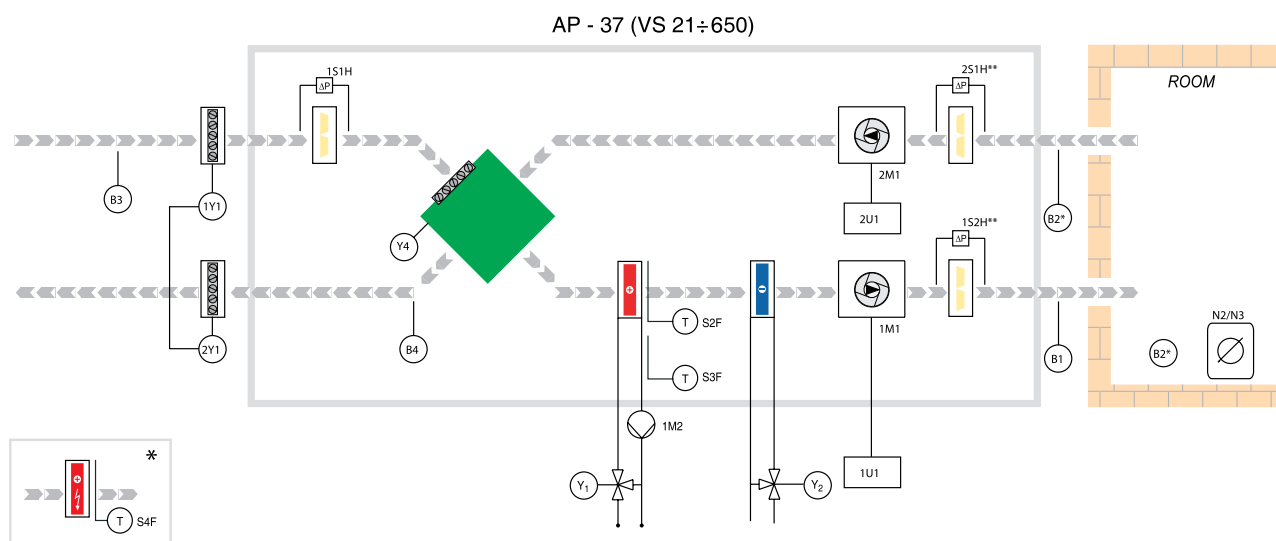 AP - 37 (VS 21÷650)
1S1H
ΔP
2S1H**
ΔP
ROOM
B3
1Y1
Y4
2M1
2U1
B2*
1S2H**
ΔP
+
-
T
S2F
1M1
2Y1
B4
T
S3F
B1
B2*
N2/N3
1M2
Y1
Y2
1U1
*
+
T
S4F